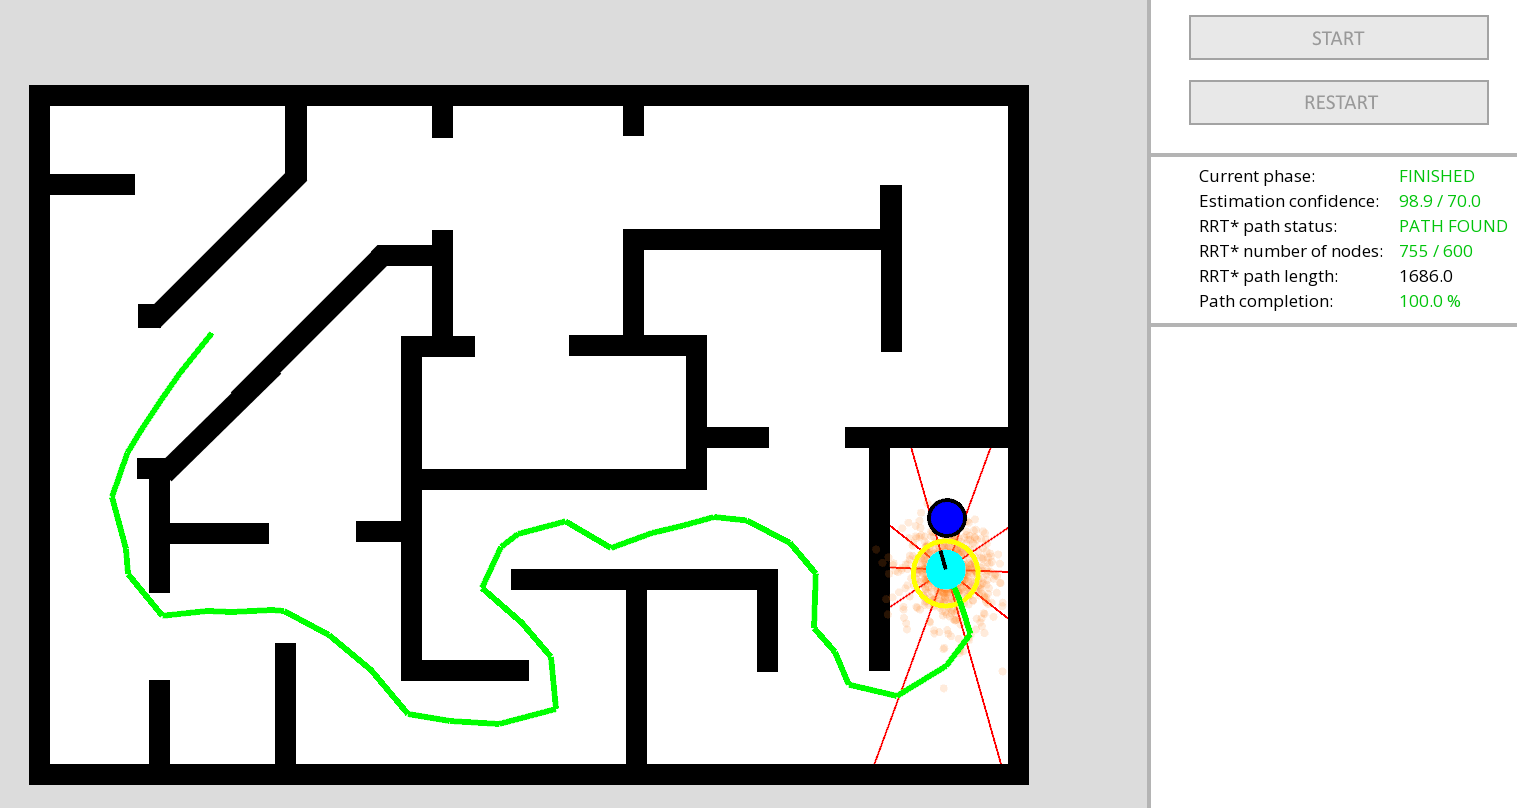 START
RESTART
Current phase: FINISHED
Estimation confidence: 98.9 / 70.0
RRT* path status: PATH FOUND
RRT* number of nodes: 755 / 600
RRT* path length: 1686.0
Path completion: 100.0 %